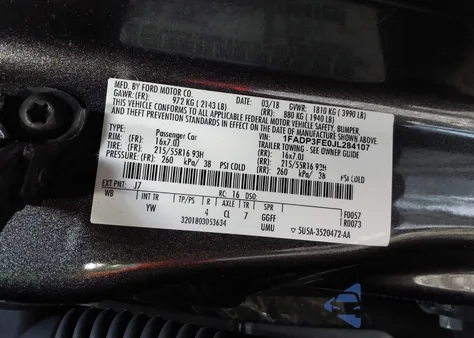 MFD. BY FORD MOTOR CO.
DATE: 03/18 GVWR: 1810 KG ( 3990 LB)
GAWR: (FR): 972 KG ( 2143 LB) (RR): 880 KG ( 1940 LB)
THIS VEHICLE CONFORMS TO ALL APPLICABLE FEDERAL MOTOR VEHICLE SAFETY, BUMPER,
AND THEFT PREVENTION STANDARDS IN EFFECT ON THE DATE OF MANUFACTURE SHOWN ABOVE.
VIN: 1FADP3FE0JL284107
TYPE: Passenger Car TRAILER TOWING - SEE OWNER GUIDE
RIM: (FR): 16x7.0J (RR): 16x7.0J
TIRE: (FR): 215/55R16 93H (RR): 215/55R16 93H
PRESSURE: (FR): 260 kPa/ 38 PSI COLD (RR): 260 kPa/ 38 PSI COLD
EXT PNT: J7 RC: 16 DSO:
WB INT TR TP/PS R AXLE TR SPR F0057
YW 4 CL 7 GGFF R0073
3201803053634 UMU ▽ 5U5A-3520472-AA